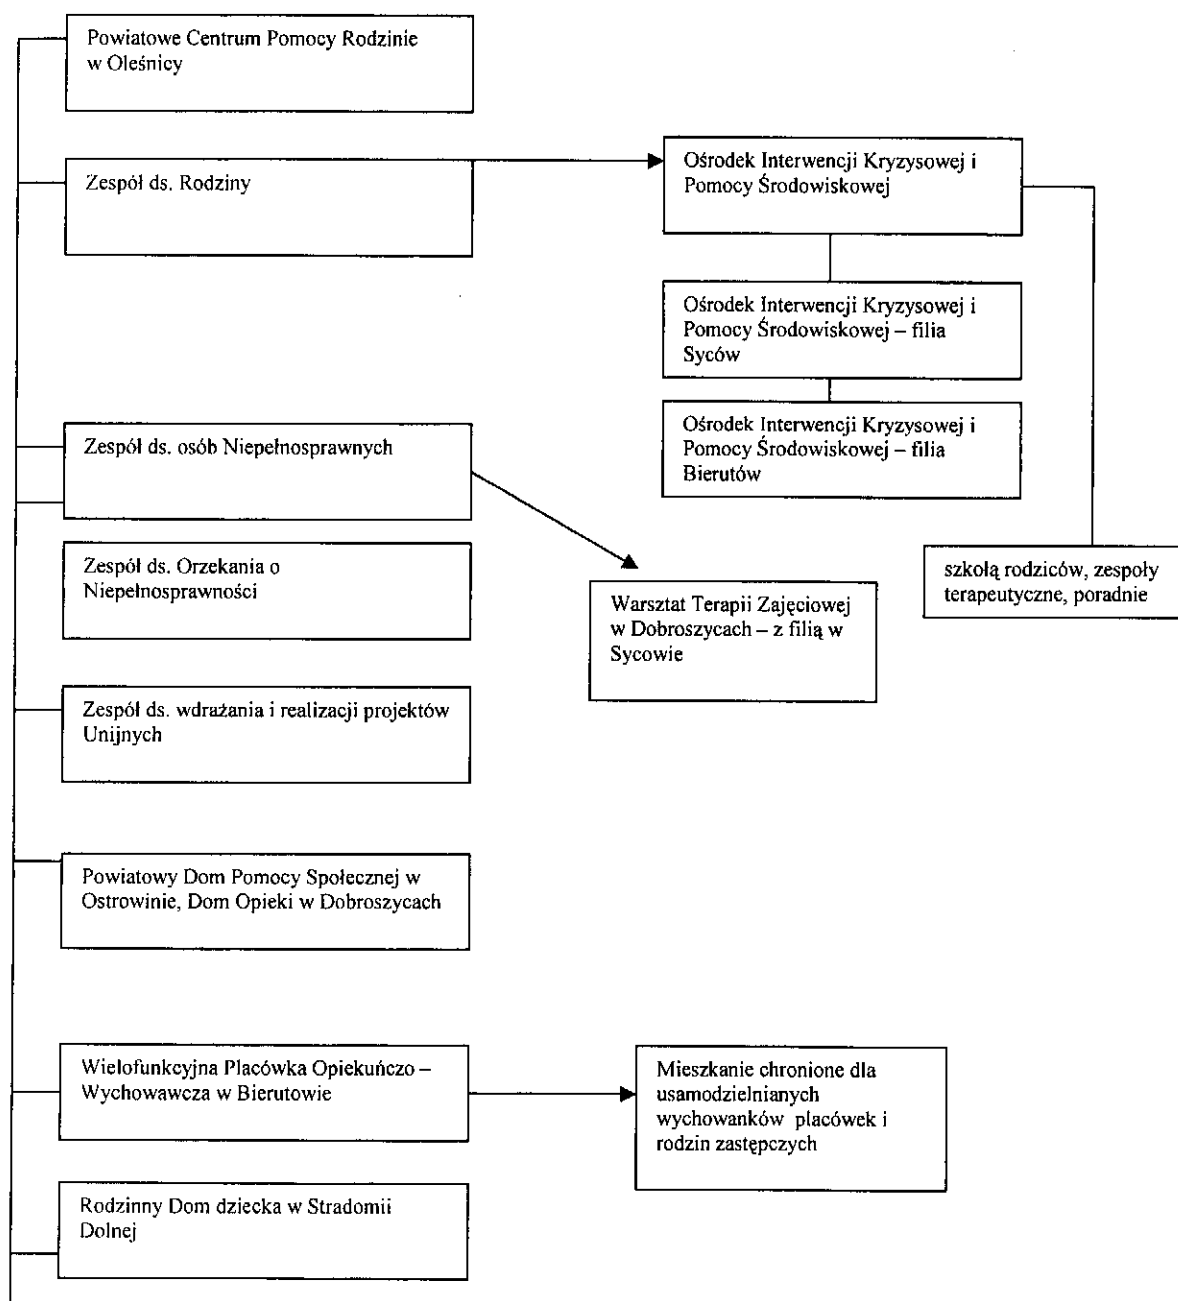 Powiatowe Centrum Pomocy Rodzinie
w Oleśnicy
Zespół ds. Rodziny
Ośrodek Interwencji Kryzysowej i
Pomocy Środowiskowej
Ośrodek Interwencji Kryzysowej i
Pomocy Środowiskowej – filia
Syców
Ośrodek Interwencji Kryzysowej i
Pomocy Środowiskowej – filia
Bierutów
Zespół ds. osób Niepełnosprawnych
Zespół ds. Orzekania o
Niepełnosprawności
szkołą rodziców, zespoły
terapeutyczne, poradnie
Warsztat Terapii Zajęciowej
w Dobroszycach – z filią w
Sycowie
Zespół ds. wdrażania i realizacji projektów
Unijnych
Powiatowy Dom Pomocy Społecznej w
Ostrowinie, Dom Opieki w Dobroszycach
Wielofunkcyjna Placówka Opiekuńczo –
Wychowawcza w Bierutowie
Mieszkanie chronione dla
usamodzielnianych
wychowanków placówek i
rodzin zastępczych
Rodzinny Dom dziecka w Stradomii
Dolnej